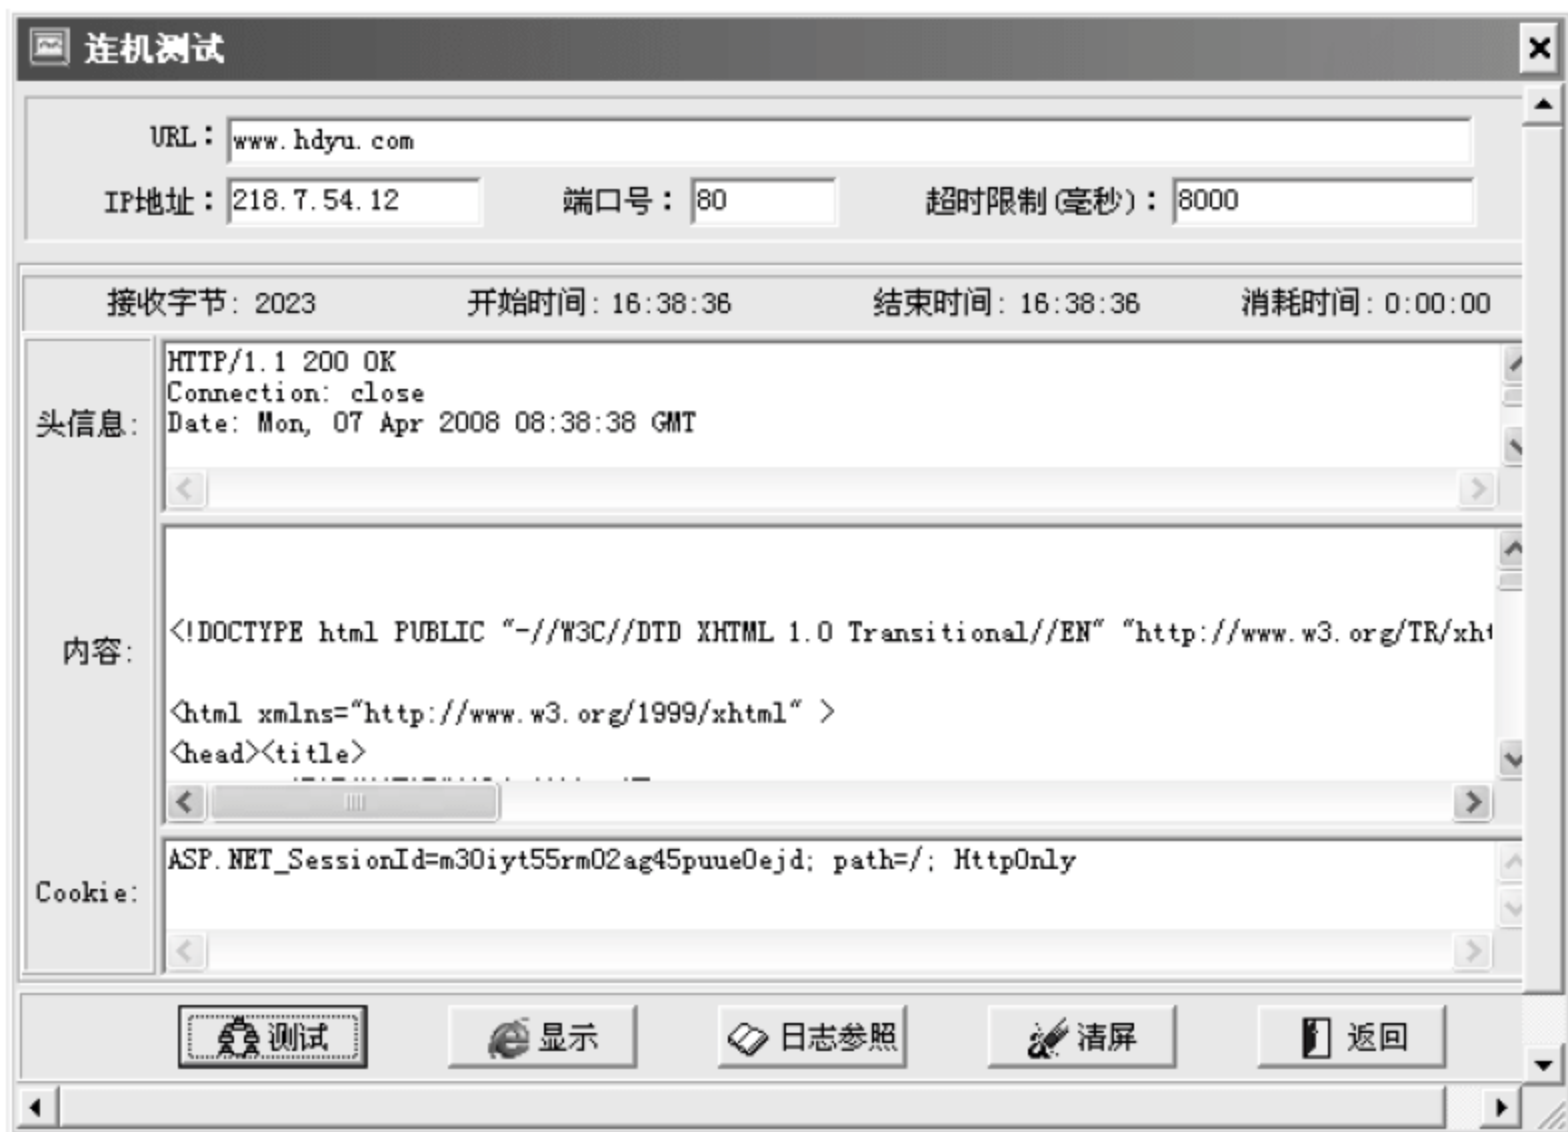 连机测试
URL：www.hdyu.com
IP地址：218.7.54.12 端口号：80 超时限制(毫秒)：8000
接收字节: 2023 开始时间: 16:38:36 结束时间: 16:38:36 消耗时间: 0:00:00
头信息:
HTTP/1.1 200 OK
Connection: close
Date: Mon, 07 Apr 2008 08:38:38 GMT
内容:
<!DOCTYPE html PUBLIC "-//W3C//DTD XHTML 1.0 Transitional//EN" "http://www.w3.org/TR/xht
<html xmlns="http://www.w3.org/1999/xhtml" >
<head><title>
Cookie:
ASP.NET_SessionId=m30iyt55rm02ag45puue0ejd; path=/; HttpOnly
测试 显示 日志参照 清屏 返回